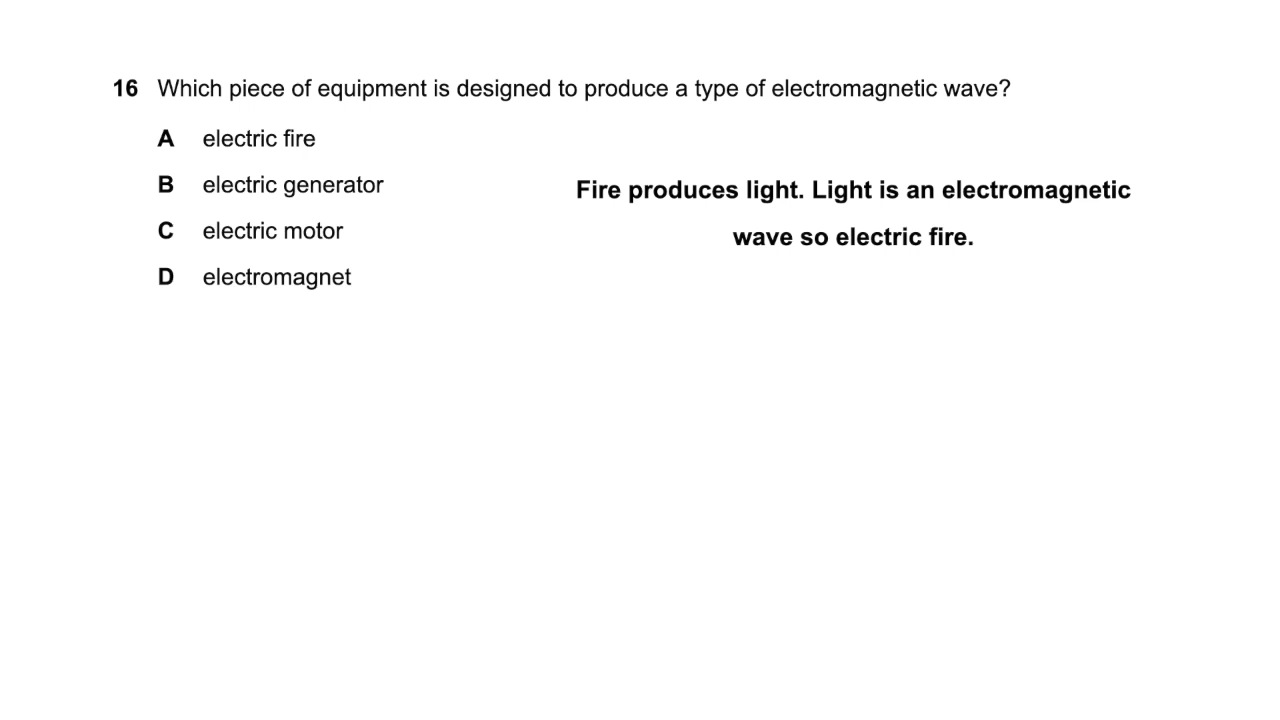 16 Which piece of equipment is designed to produce a type of electromagnetic wave?
A electric fire
B electric generator
C electric motor
D electromagnet
Fire produces light. Light is an electromagnetic
wave so electric fire.